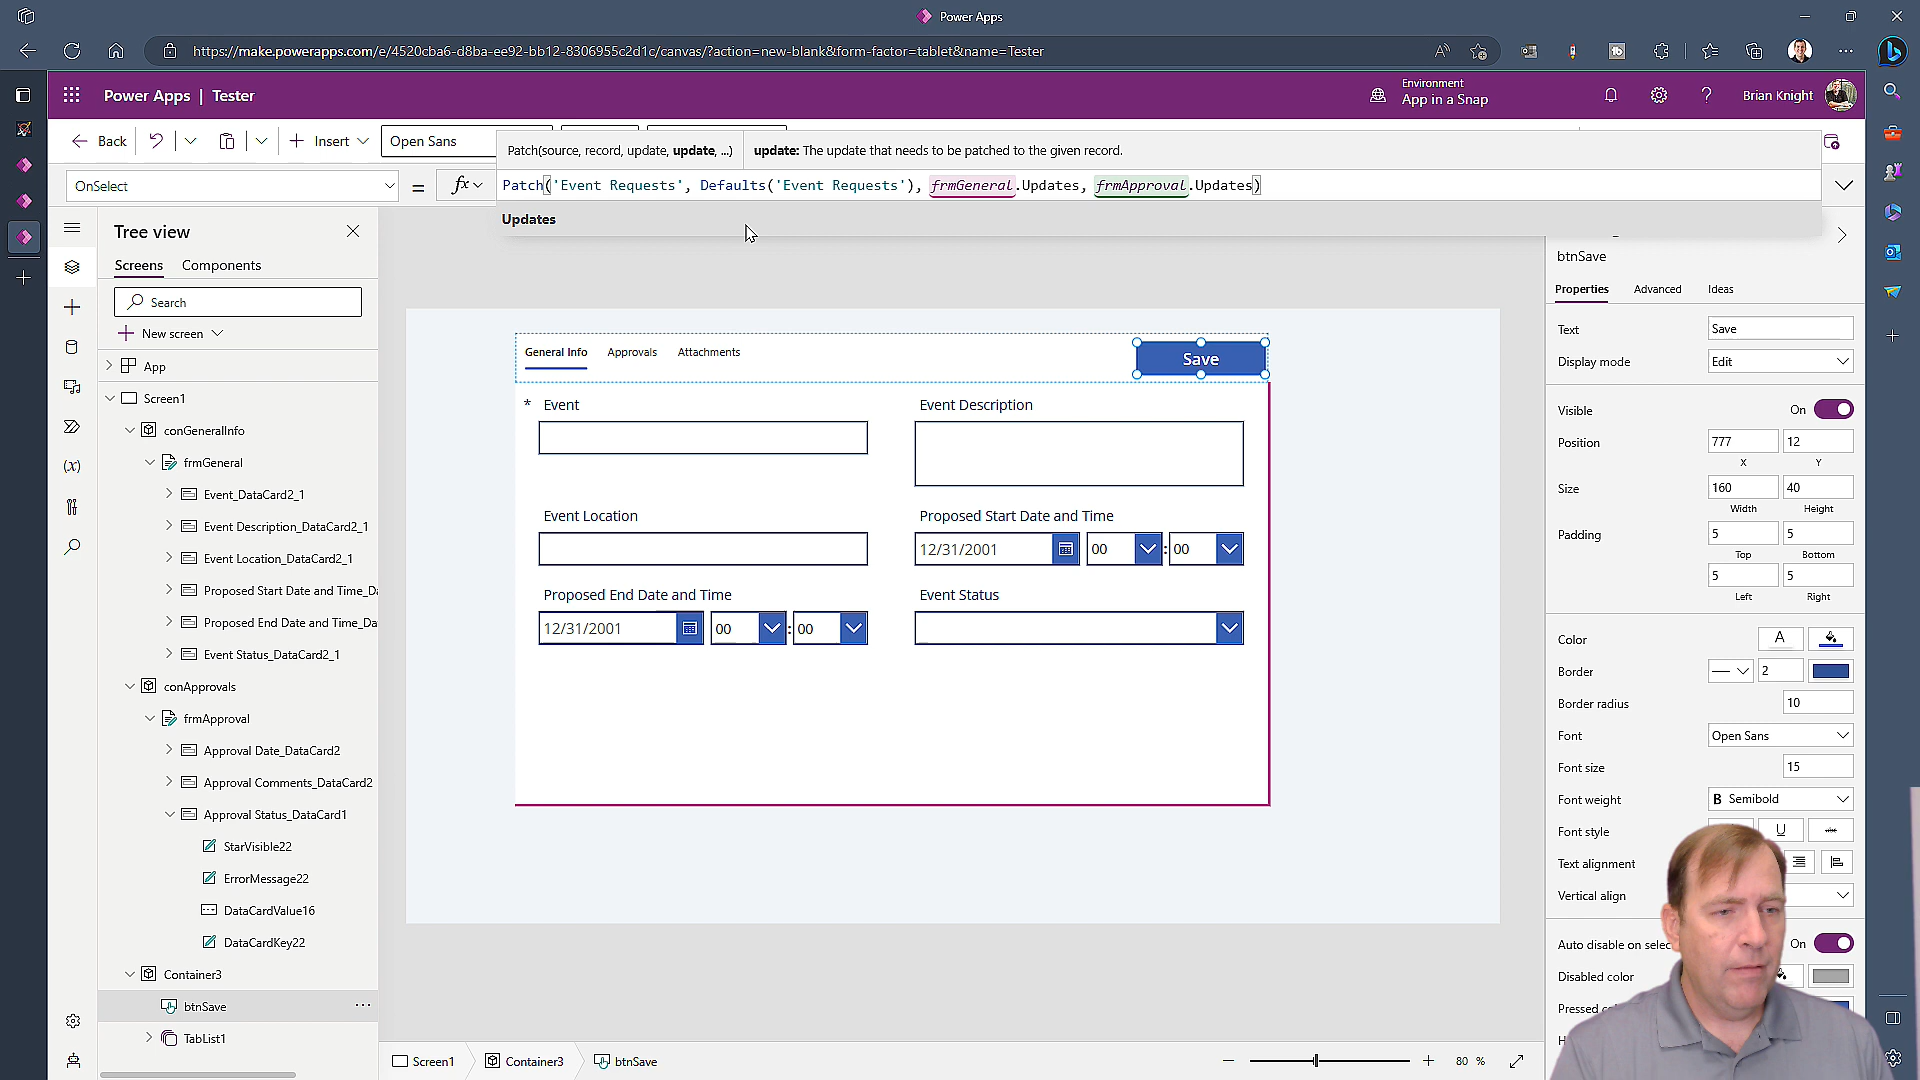 Power Apps
https://make.powerapps.com/e/4520cba6-d8ba-ee92-bb12-8306955c2d1c/canvas/?action=new-blank&form-factor=tablet&name=Tester
Power Apps | Tester
Environment
App in a Snap
Brian Knight
Back
Insert
Open Sans
Patch(source, record, update, update, ...)
update: The update that needs to be patched to the given record.
OnSelect
=
fx
Patch('Event Requests', Defaults('Event Requests'), frmGeneral.Updates, frmApproval.Updates)
Updates
Tree view
Screens
Components
Search
New screen
App
Screen1
conGeneralInfo
frmGeneral
Event_DataCard2_1
Event Description_DataCard2_1
Event Location_DataCard2_1
Proposed Start Date and Time_Da
Proposed End Date and Time_Da
Event Status_DataCard2_1
conApprovals
frmApproval
Approval Date_DataCard2
Approval Comments_DataCard2
Approval Status_DataCard1
StarVisible22
ErrorMessage22
DataCardValue16
DataCardKey22
Container3
btnSave
TabList1
General Info
Approvals
Attachments
Save
* Event
Event Description
Event Location
Proposed Start Date and Time
12/31/2001
00
:
00
Proposed End Date and Time
Event Status
12/31/2001
00
:
00
Screen1
Container3
btnSave
80 %
btnSave
Properties
Advanced
Ideas
Text
Save
Display mode
Edit
Visible
On
Position
777
12
X
Y
Size
160
40
Width
Height
Padding
5
5
Top
Bottom
5
5
Left
Right
Color
A
Border
2
Border radius
10
Font
Open Sans
Font size
15
Font weight
B Semibold
Font style
U
Text alignment
Vertical align
Auto disable on selec
On
Disabled color
Pressed co
H